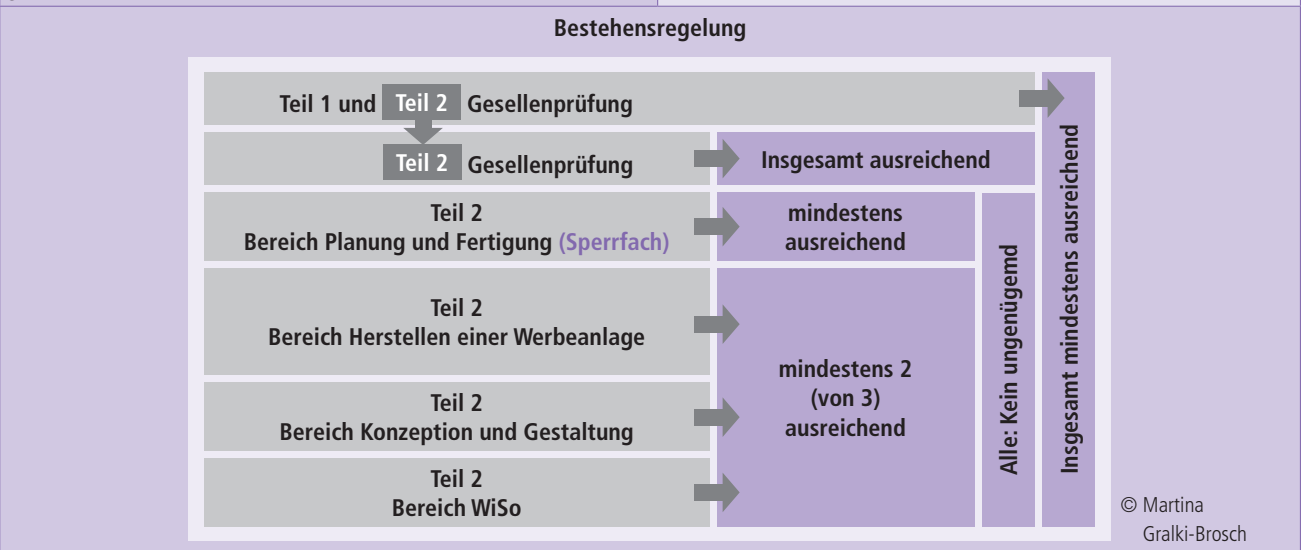 Bestehensregelung
Teil 1 und Teil 2 Gesellenprüfung
Teil 2 Gesellenprüfung
Insgesamt ausreichend
Teil 2
Bereich Planung und Fertigung (Sperrfach)
mindestens
ausreichend
Teil 2
Bereich Herstellen einer Werbeanlage
Teil 2
Bereich Konzeption und Gestaltung
Teil 2
Bereich WiSo
mindestens 2
(von 3)
ausreichend
Alle: Kein ungenügemd
Insgesamt mindestens ausreichend
© Martina
Gralki-Brosch